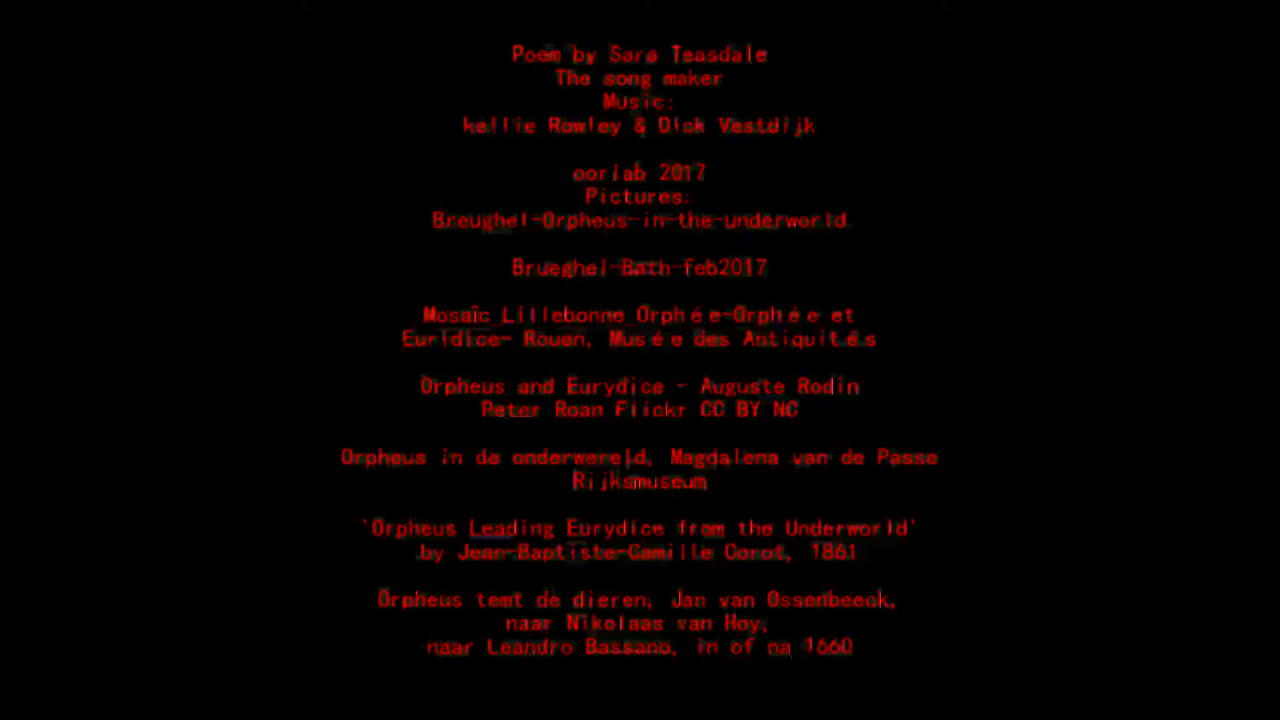 Poem by Sara Teasdale
The song maker
Music:
kellie Rowley & Dick Vestdijk
oorlab 2017
Pictures:
Breughel-Orpheus-in-the-underworld
Brueghel-Bath-feb2017
Mosaïc_Lillebonne_Orphée-Orphée et
Euridice- Rouen, Musée des Antiquités
Orpheus and Eurydice - Auguste Rodin
Peter Roan Flickr CC BY NC
Orpheus in de onderwereld, Magdalena van de Passe
Rijksmuseum
'Orpheus Leading Eurydice from the Underworld'
by Jean-Baptiste-Camille Corot, 1861
Orpheus temt de dieren, Jan van Ossenbeeck,
naar Nikolaas van Hoy,
naar Leandro Bassano, in of na 1660